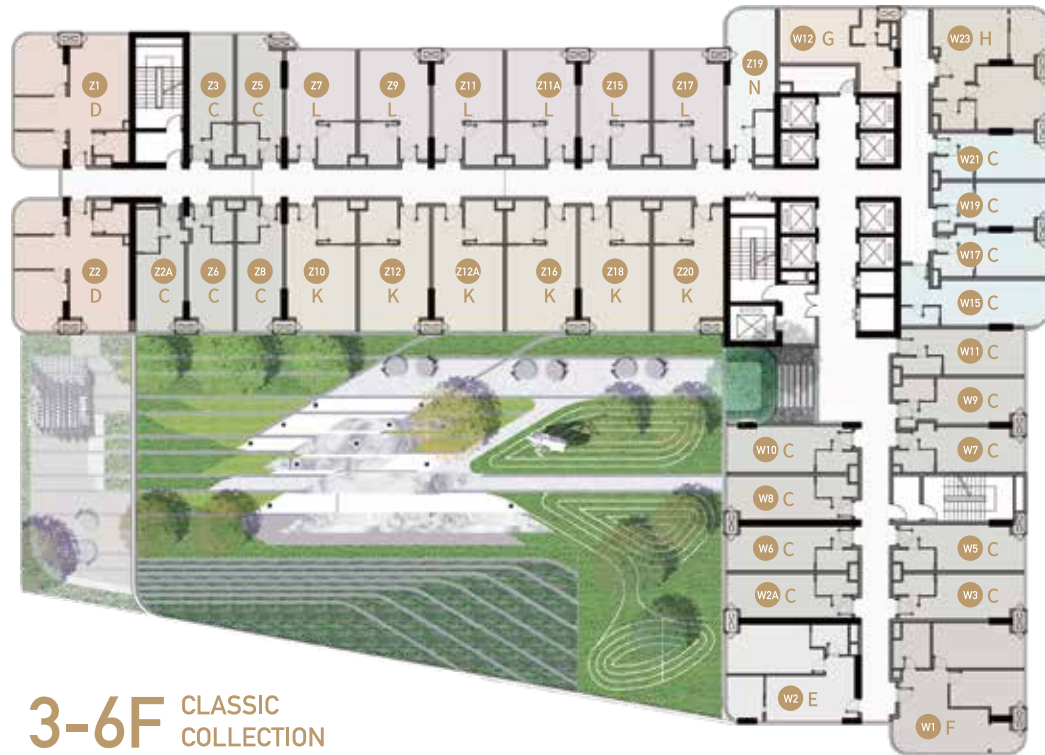 Z1
D
Z3
C
Z5
C
Z7
L
Z9
L
Z11
L
Z11A
L
Z15
L
Z17
L
Z19
N
W12 G
W23 H
W21 C
W19 C
W17 C
W15 C
Z2
D
Z2A
C
Z6
C
Z8
C
Z10
K
Z12
K
Z12A
K
Z16
K
Z18
K
Z20
K
W11 C
W9 C
W7 C
W10 C
W8 C
W6 C
W5 C
W2A C
W3 C
W2 E
W1 F
3-6F
CLASSIC
COLLECTION